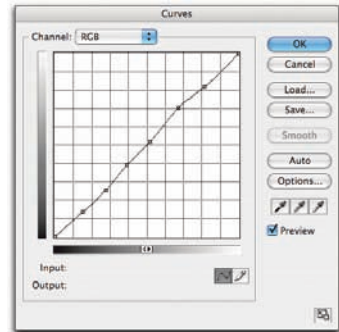 Curves
Channel: RGB
OK
Cancel
Load...
Save...
Smooth
Auto
Options...
Preview
Input:
Output: